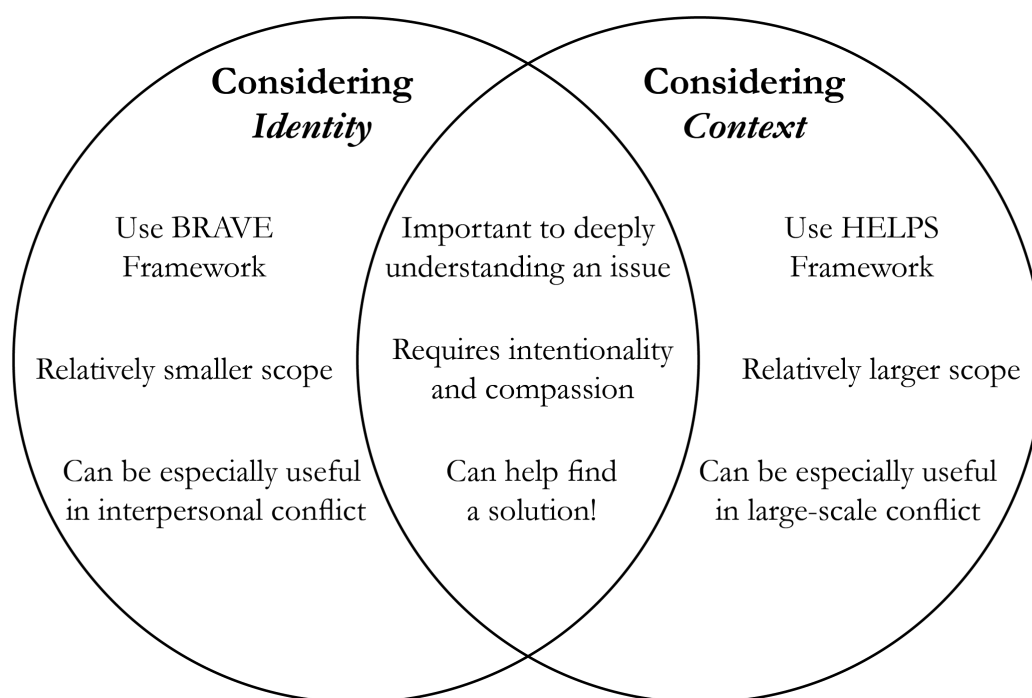 Considering
Identity
Use BRAVE
Framework
Relatively smaller scope
Can be especially useful
in interpersonal conflict
Important to deeply
understanding an issue
Requires intentionality
and compassion
Can help find
a solution!
Considering
Context
Use HELPS
Framework
Relatively larger scope
Can be especially useful
in large-scale conflict